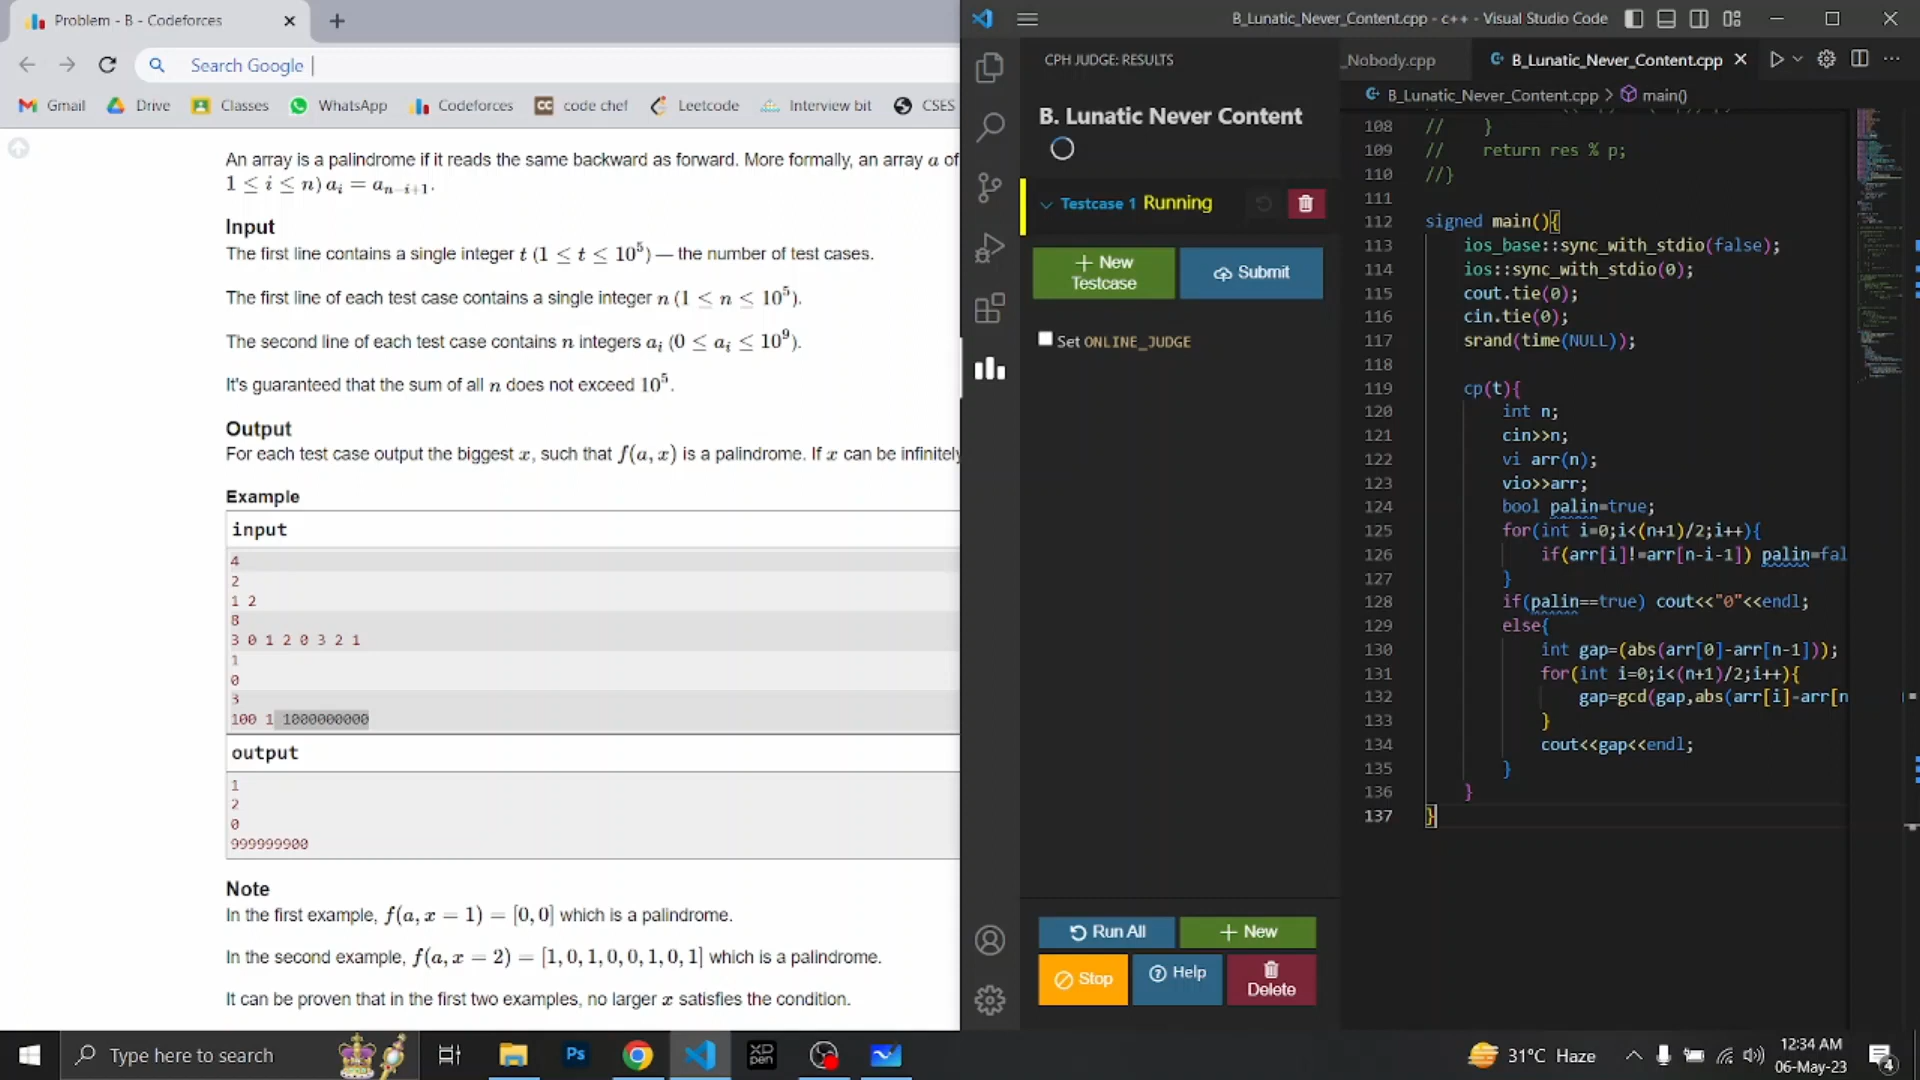 Problem - B - Codeforces
Search Google
Gmail
Drive
Classes
WhatsApp
Codeforces
code chef
Leetcode
Interview bit
CSES
An array is a palindrome if it reads the same backward as forward. More formally, an array a of
1 ≤ i ≤ n) aᵢ = aₙ₋ᵢ₊₁.
Input
The first line contains a single integer t (1 ≤ t ≤ 10⁵) — the number of test cases.
The first line of each test case contains a single integer n (1 ≤ n ≤ 10⁵).
The second line of each test case contains n integers aᵢ (0 ≤ aᵢ ≤ 10⁹).
It's guaranteed that the sum of all n does not exceed 10⁵.
Output
For each test case output the biggest x, such that f(a, x) is a palindrome. If x can be infinitely
Example
input
4
2
1 2
8
3 0 1 2 0 3 2 1
1
0
3
100 1 1000000000
output
1
2
0
999999900
Note
In the first example, f(a, x = 1) = [0, 0] which is a palindrome.
In the second example, f(a, x = 2) = [1, 0, 1, 0, 0, 1, 0, 1] which is a palindrome.
It can be proven that in the first two examples, no larger x satisfies the condition.
B_Lunatic_Never_Content.cpp - c++ - Visual Studio Code
CPH JUDGE: RESULTS
B. Lunatic Never Content
Testcase 1 Running
+ New
Testcase
Submit
Set ONLINE_JUDGE
Run All
+ New
Stop
Help
Delete
_Nobody.cpp
B_Lunatic_Never_Content.cpp
B_Lunatic_Never_Content.cpp > main()
108 // }
109 // return res % p;
110 //}
111
112 signed main(){
113 ios_base::sync_with_stdio(false);
114 ios::sync_with_stdio(0);
115 cout.tie(0);
116 cin.tie(0);
117 srand(time(NULL));
118
119 cp(t){
120 int n;
121 cin>>n;
122 vi arr(n);
123 vio>>arr;
124 bool palin=true;
125 for(int i=0;i<(n+1)/2;i++){
126 if(arr[i]!=arr[n-i-1]) palin=fal
127 }
128 if(palin==true) cout<<"0"<<endl;
129 else{
130 int gap=(abs(arr[0]-arr[n-1]));
131 for(int i=0;i<(n+1)/2;i++){
132 gap=gcd(gap,abs(arr[i]-arr[n
133 }
134 cout<<gap<<endl;
135 }
136 }
137 }
Type here to search
Ps
XD
PEN
31°C Haze
12:34 AM
06-May-23
4